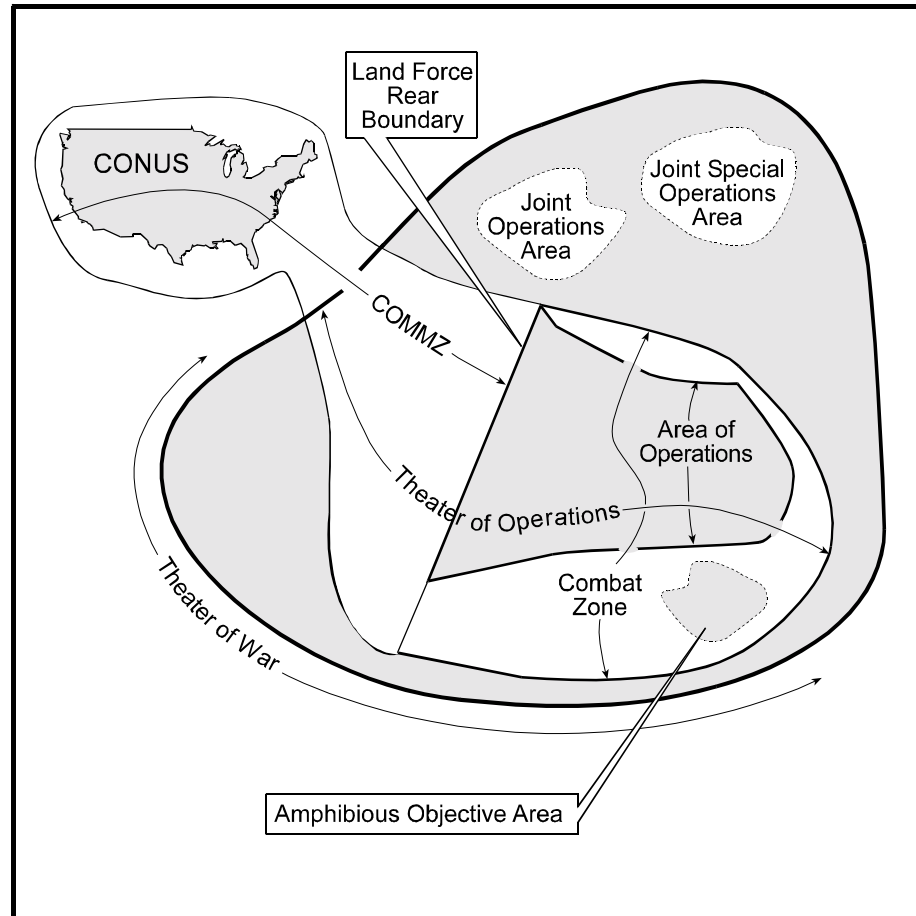 Land Force
Rear
Boundary
CONUS
Joint Special
Operations
Area
Joint
Operations
Area
COMMZ
Area of
Operations
Theater of Operations
Combat
Zone
Theater of War
Amphibious Objective Area